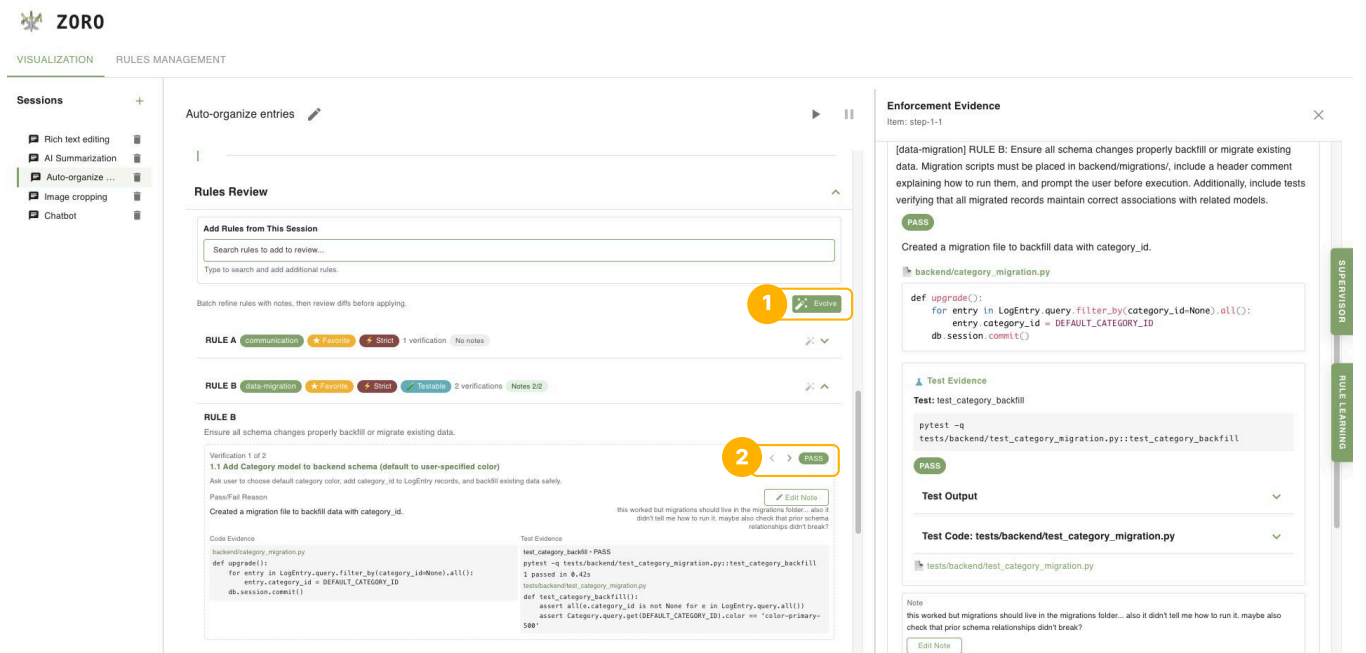 ZORO
VISUALIZATION
RULES MANAGEMENT
Sessions
+
Rich text editing
AI Summarization
Auto-organize ...
Image cropping
Chatbot
Auto-organize entries
Rules Review
Add Rules from This Session
Search rules to add to review...
Type to search and add additional rules.
Batch refine rules with notes, then review diffs before applying.
1
Evolve
RULE A communication Favorite Strict 1 verification No notes
RULE B data-migration Favorite Strict Testable 2 verifications Notes 2/2
RULE B
Ensure all schema changes properly backfill or migrate existing data.
Verification 1 of 2
2
PASS
1.1 Add Category model to backend schema (default to user-specified color)
Ask user to choose default category color, add category_id to LogEntry records, and backfill existing data safely.
Pass/Fail Reason
Edit Note
Created a migration file to backfill data with category_id.
this worked but migrations should live in the migrations folder... also it
didn't tell me how to run it. maybe also check that prior schema
relationships didn't break?
Code Evidence
backend/category_migration.py
def upgrade():
for entry in LogEntry.query.filter_by(category_id=None).all():
entry.category_id = DEFAULT_CATEGORY_ID
db.session.commit()
Test Evidence
test_category_backfill • PASS
pytest -q tests/backend/test_category_migration.py::test_category_backfill
1 passed in 0.42s
tests/backend/test_category_migration.py
def test_category_backfill():
assert all(e.category_id is not None for e in LogEntry.query.all())
assert Category.query.get(DEFAULT_CATEGORY_ID).color == 'color-primary-
500'
Enforcement Evidence
Item: step-1-1
[data-migration] RULE B: Ensure all schema changes properly backfill or migrate existing
data. Migration scripts must be placed in backend/migrations/, include a header comment
explaining how to run them, and prompt the user before execution. Additionally, include tests
verifying that all migrated records maintain correct associations with related models.
PASS
Created a migration file to backfill data with category_id.
backend/category_migration.py
def upgrade():
for entry in LogEntry.query.filter_by(category_id=None).all():
entry.category_id = DEFAULT_CATEGORY_ID
db.session.commit()
Test Evidence
Test: test_category_backfill
pytest -q
tests/backend/test_category_migration.py::test_category_backfill
PASS
Test Output
Test Code: tests/backend/test_category_migration.py
tests/backend/test_category_migration.py
Note
this worked but migrations should live in the migrations folder... also it didn't tell me how to run it. maybe also
check that prior schema relationships didn't break?
Edit Note
SUPERVISOR
RULE LEARNING